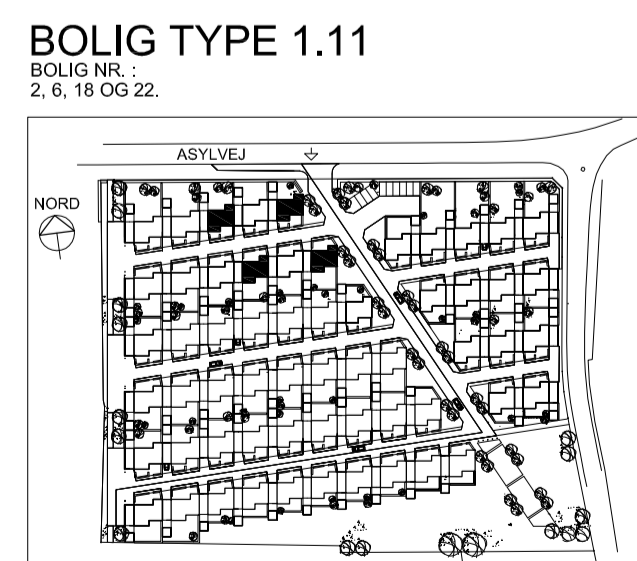 BOLIG TYPE 1.11
BOLIG NR. :
2, 6, 18 OG 22.
ASYLVEJ
NORD